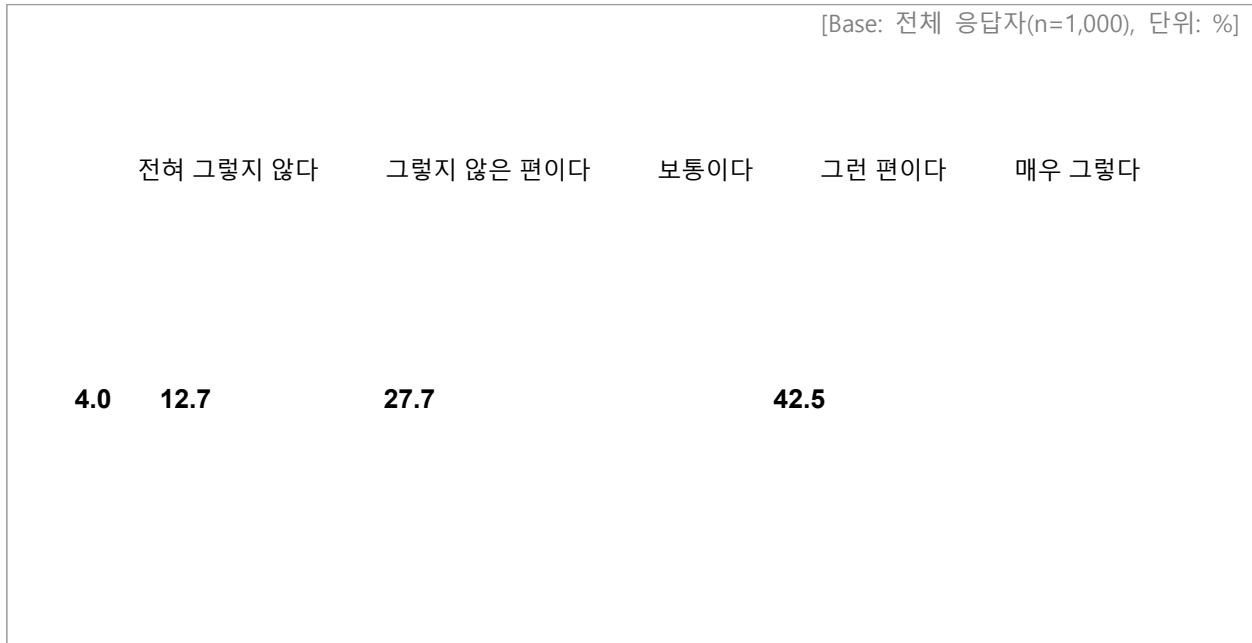 [Base: 전체 응답자(n=1,000), 단위: %]
전혀 그렇지 않다 그렇지 않은 편이다 보통이다 그런 편이다 매우 그렇다
4.0 12.7 27.7 42.5